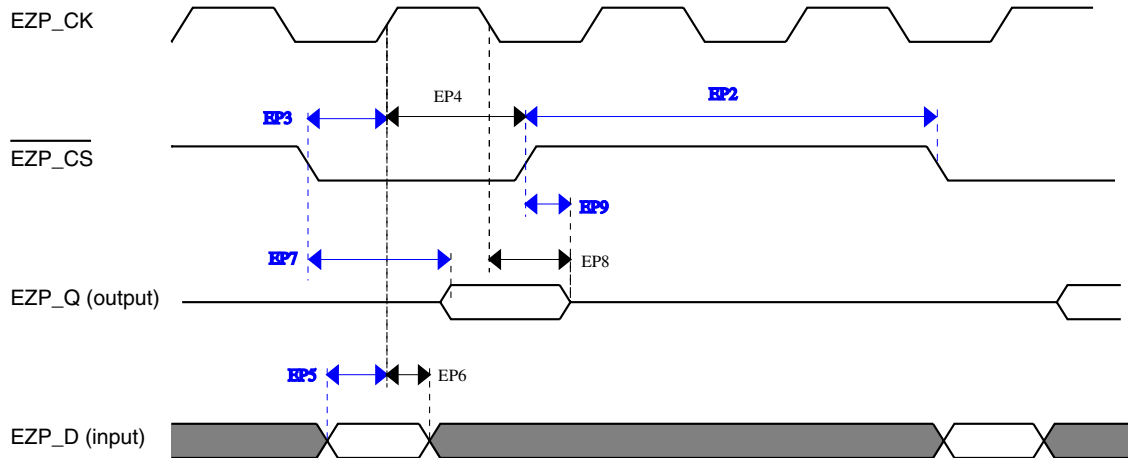 EZP_CK
EP3
EP4
EP2
EZP_CS
EP9
EP7
EP8
EZP_Q (output)
EP5
EP6
EZP_D (input)